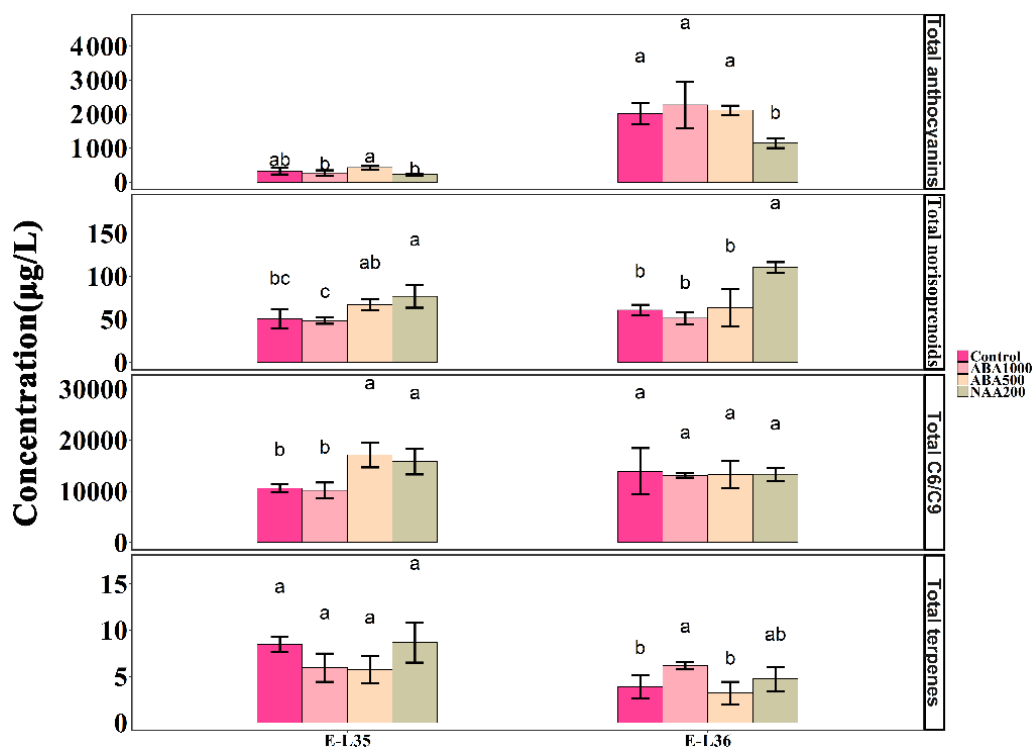 Concentration(µg/L)
a
a
a
b
ab
b
a
b
4000
3000
2000
1000
0
Total anthocyanins
a
a
ab
b
bc
c
b
b
150
100
50
0
Total norisoprenoids
a
a
a
b
b
a
a
a
30000
20000
10000
0
Total C6/C9
a
a
a
a
a
ab
b
b
15
10
5
0
Total terpenes
E-L35
E-L36
Control
ABA1000
ABA500
NAA200